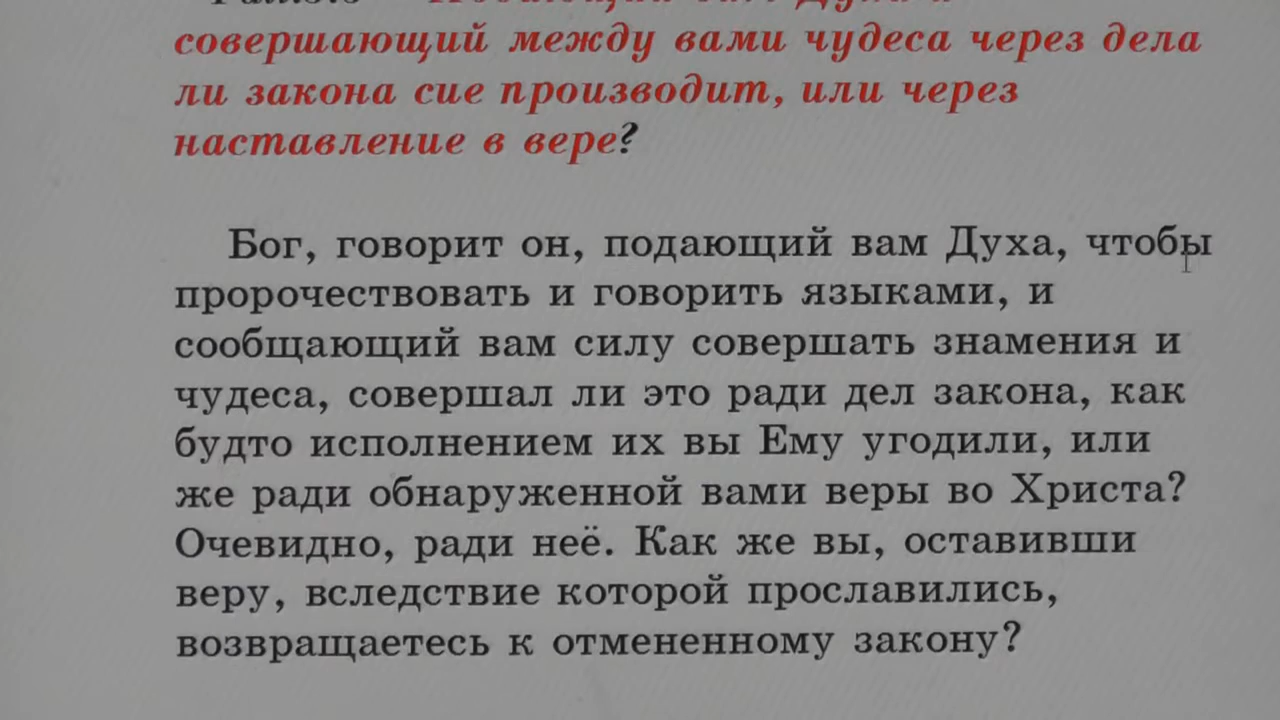 совершающий между вами чудеса через дела
ли закона сие производит, или через
наставление в вере?
Бог, говорит он, подающий вам Духа, чтобы
пророчествовать и говорить языками, и
сообщающий вам силу совершать знамения и
чудеса, совершал ли это ради дел закона, как
будто исполнением их вы Ему угодили, или
же ради обнаруженной вами веры во Христа?
Очевидно, ради неё. Как же вы, оставивши
веру, вследствие которой прославились,
возвращаетесь к отмененному закону?